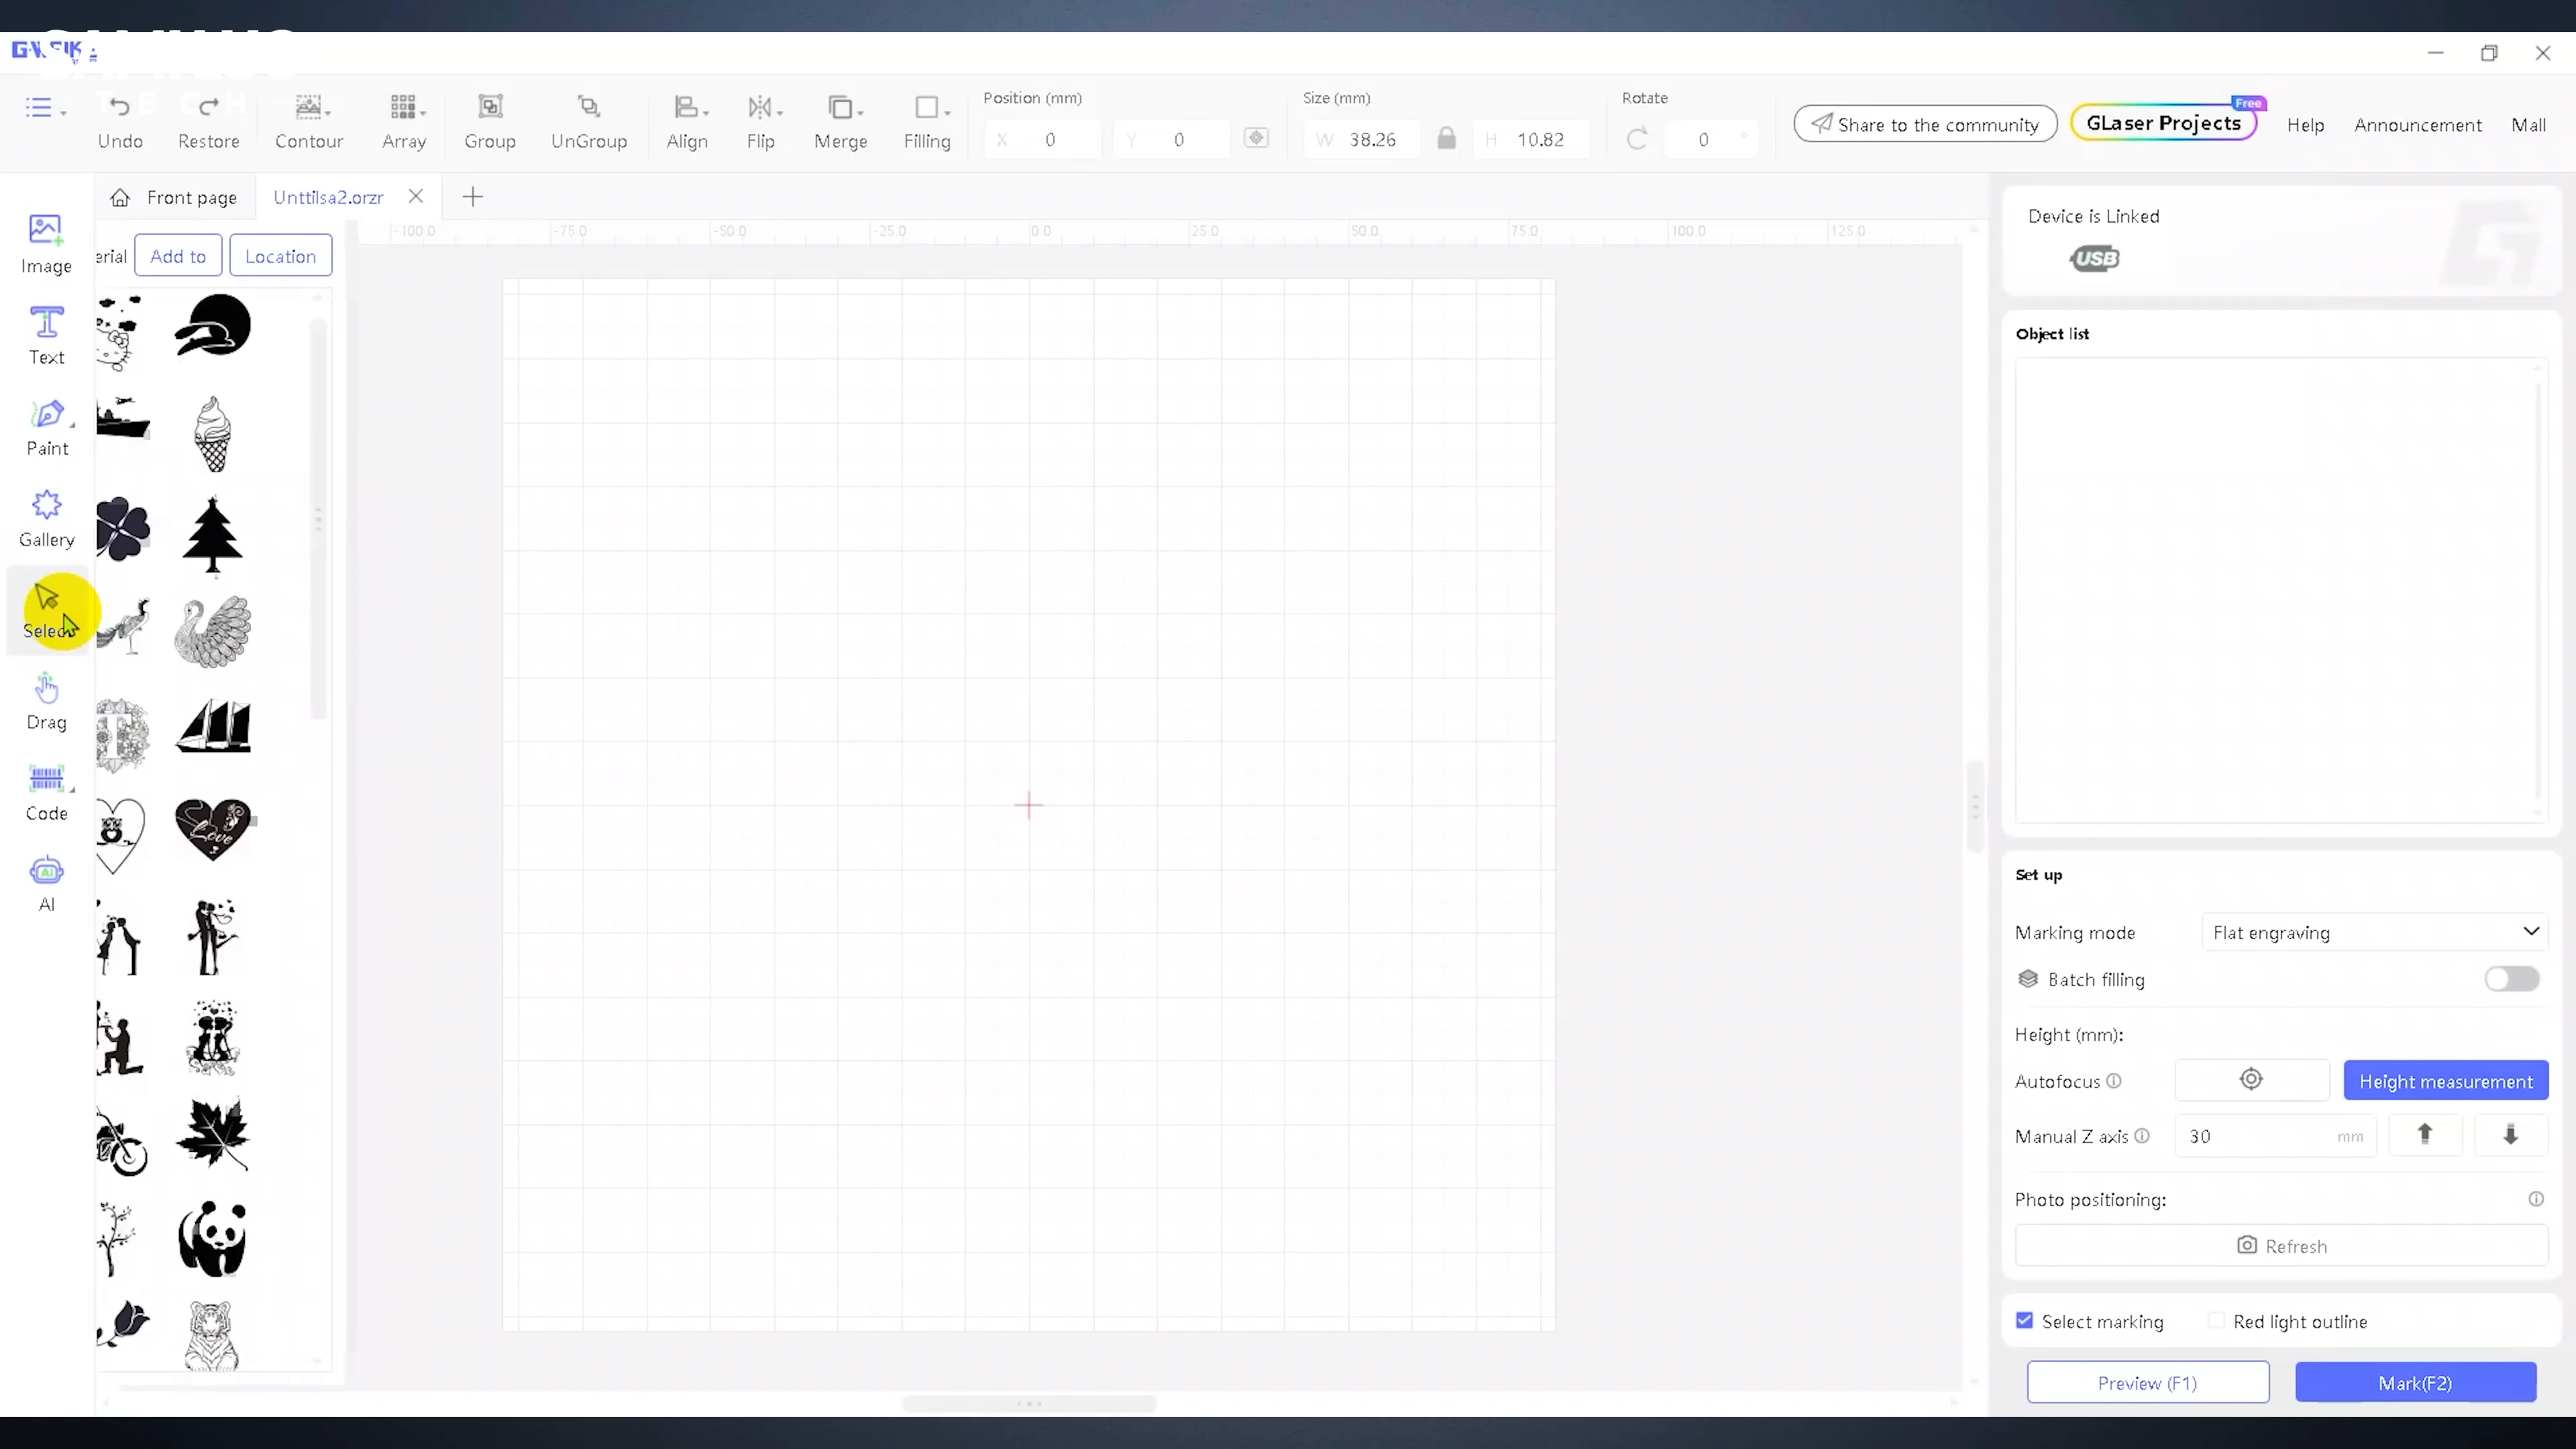 Undo
Restore
Contour
Array
Group
UnGroup
Align
Flip
Merge
Filling
Position (mm)
X 0
Y 0
Size (mm)
W 38.26
H 10.82
Rotate
0 °
Share to the community
GLaser Projects
Free
Help
Announcement
Mall
Front page
Unttilsa2.orzr
Image
Text
Paint
Gallery
Select
Drag
Code
AI
AI
erial
Add to
Location
T
Love
-100.0
-75.0
-50.0
-25.0
0.0
25.0
50.0
75.0
100.0
125.0
Device is Linked
USB
Object list
Set up
Marking mode
Flat engraving
Batch filling
Height (mm):
Autofocus
Height measurement
Manual Z axis
30 mm
Photo positioning:
Refresh
Select marking
Red light outline
Preview (F1)
Mark(F2)